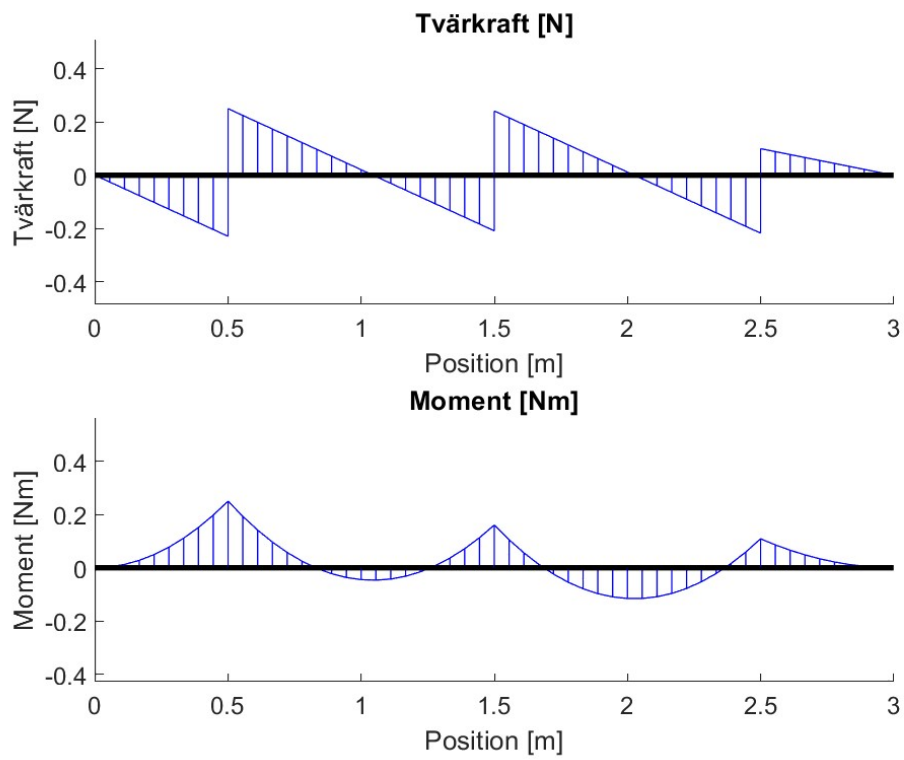 Tvärkraft [N]
Tvärkraft [N]
0.4
0.2
0
-0.2
-0.4
0 0.5 1 1.5 2 2.5 3
Position [m]
Moment [Nm]
Moment [Nm]
0.4
0.2
0
-0.2
-0.4
0 0.5 1 1.5 2 2.5 3
Position [m]